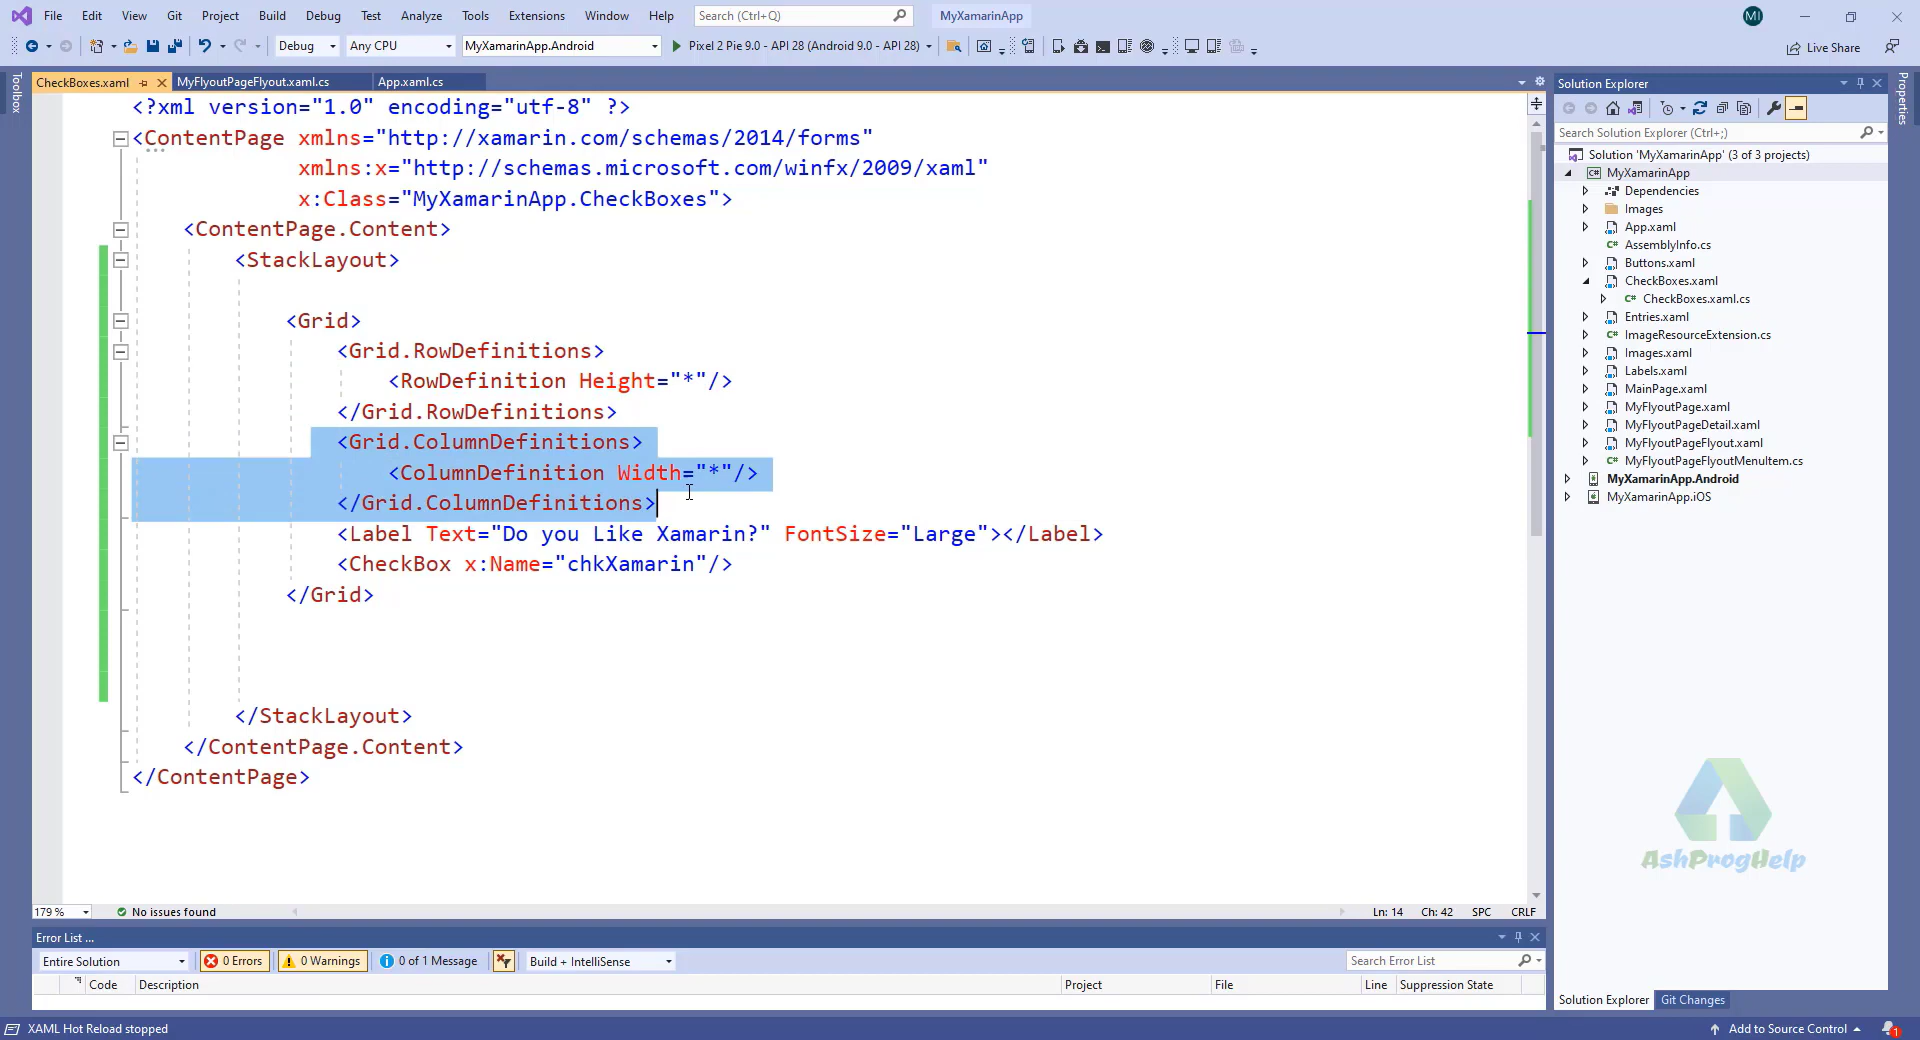 File Edit View Git Project Build Debug Test Analyze Tools Extensions Window Help Search (Ctrl+Q) MyXamarinApp MI
Debug Any CPU MyXamarinApp.Android Pixel 2 Pie 9.0 - API 28 (Android 9.0 - API 28) Live Share
Toolbox
CheckBoxes.xaml MyFlyoutPageFlyout.xaml.cs App.xaml.cs
<?xml version="1.0" encoding="utf-8" ?>
<ContentPage xmlns="http://xamarin.com/schemas/2014/forms"
xmlns:x="http://schemas.microsoft.com/winfx/2009/xaml"
x:Class="MyXamarinApp.CheckBoxes">
<ContentPage.Content>
<StackLayout>
<Grid>
<Grid.RowDefinitions>
<RowDefinition Height="*"/>
</Grid.RowDefinitions>
<Grid.ColumnDefinitions>
<ColumnDefinition Width="*"/>
</Grid.ColumnDefinitions>
<Label Text="Do you Like Xamarin?" FontSize="Large"></Label>
<CheckBox x:Name="chkXamarin"/>
</Grid>
</StackLayout>
</ContentPage.Content>
</ContentPage>
179 % No issues found Ln: 14 Ch: 42 SPC CRLF
Error List ...
Entire Solution 0 Errors 0 Warnings 0 of 1 Message Build + IntelliSense Search Error List
Code Description Project File Line Suppression State
Solution Explorer
Search Solution Explorer (Ctrl+;)
Solution 'MyXamarinApp' (3 of 3 projects)
MyXamarinApp
Dependencies
Images
App.xaml
AssemblyInfo.cs
Buttons.xaml
CheckBoxes.xaml
CheckBoxes.xaml.cs
Entries.xaml
ImageResourceExtension.cs
Images.xaml
Labels.xaml
MainPage.xaml
MyFlyoutPage.xaml
MyFlyoutPageDetail.xaml
MyFlyoutPageFlyout.xaml
MyFlyoutPageFlyoutMenuItem.cs
MyXamarinApp.Android
MyXamarinApp.iOS
AshProgHelp
Solution Explorer Git Changes
Properties
XAML Hot Reload stopped Add to Source Control 1